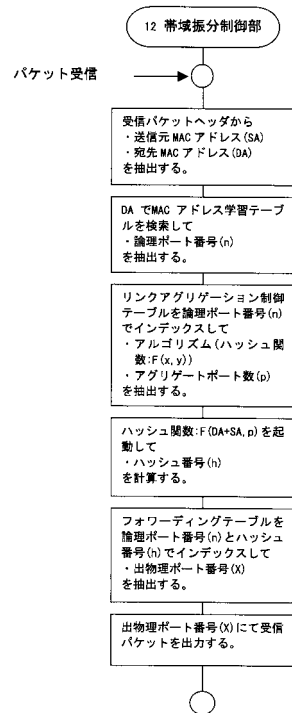 12 帯域振分制御部
パケット受信
受信パケットヘッダから
・送信元 MAC アドレス(SA)
・宛先 MAC アドレス(DA)
を抽出する。
DA でMAC アドレス学習テーブ
ルを検索して
・論理ポート番号(n)
を抽出する。
リンクアグリゲーション制御
テーブルを論理ポート番号(n)
でインデックスして
・アルゴリズム(ハッシュ関
数:F(x, y))
・アグリゲートポート数(p)
を抽出する。
ハッシュ関数:F(DA+SA, p)を起
動して
・ハッシュ番号(h)
を計算する。
フォワーディングテーブルを
論理ポート番号(n)とハッシュ
番号(h)でインデックスして
・出物理ポート番号(X)
を抽出する。
出物理ポート番号(X)にて受信
パケットを出力する。